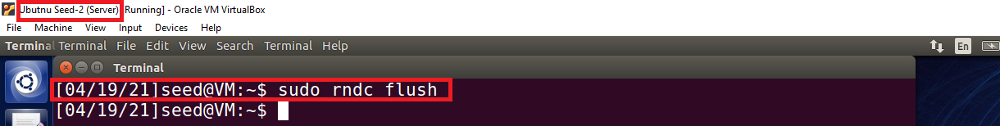 Ubutnu Seed-2 (Server) [Running] - Oracle VM VirtualBox
File Machine View Input Devices Help
Terminal Terminal File Edit View Search Terminal Help En
Terminal
[04/19/21]seed@VM:~$ sudo rndc flush
[04/19/21]seed@VM:~$